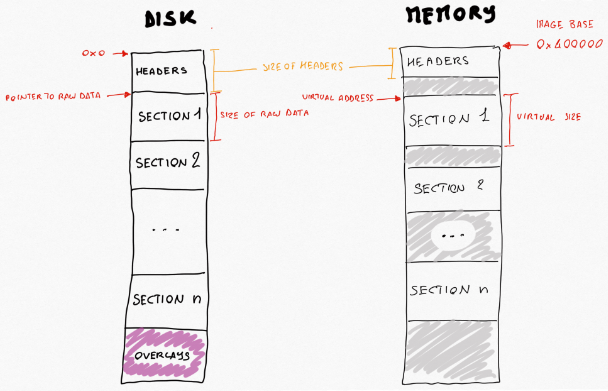 DISK
MEMORY
IMAGE BASE
0x400000
0x0
HEADERS
SIZE OF HEADERS
HEADERS
POINTER TO RAW DATA
VIRTUAL ADDRESS
SECTION 1
SIZE OF RAW DATA
SECTION 1
VIRTUAL SIZE
SECTION 2
SECTION 2
...
...
SECTION n
SECTION n
OVERLAYS